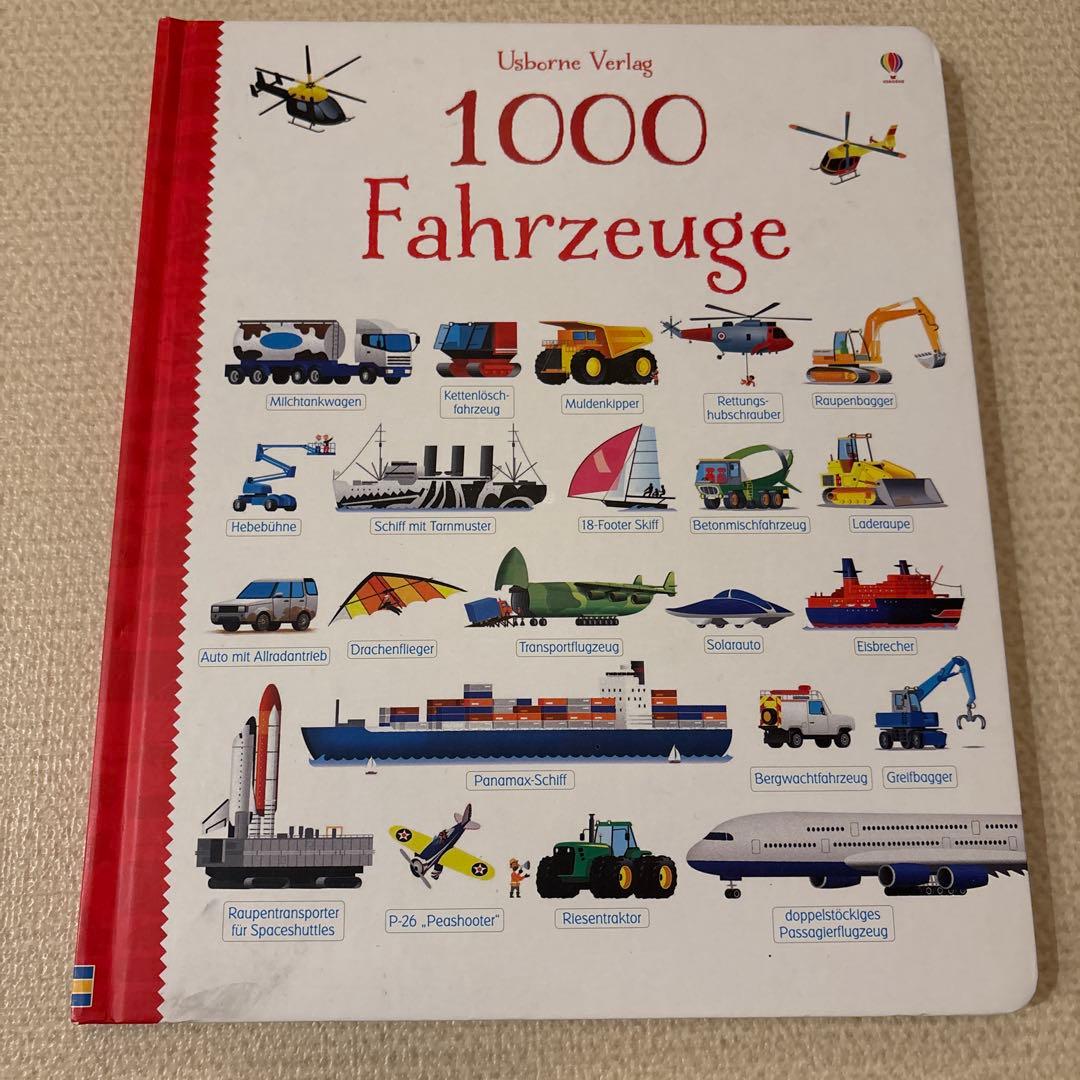 Usborne Verlag
USBORNE
1000
Fahrzeuge
Milchtankwagen
Kettenlösch-
fahrzeug
Muldenkipper
Rettungs-
hubschrauber
Raupenbagger
Hebebühne
Schiff mit Tarnmuster
18-Footer Skiff
Betonmischfahrzeug
Laderaupe
Auto mit Allradantrieb
Drachenflieger
Transportflugzeug
Solarauto
Eisbrecher
Panamax-Schiff
Bergwachtfahrzeug
Greifbagger
Raupentransporter
für Spaceshuttles
P-26 „Peashooter“
Riesentraktor
doppelstöckiges
Passagierflugzeug